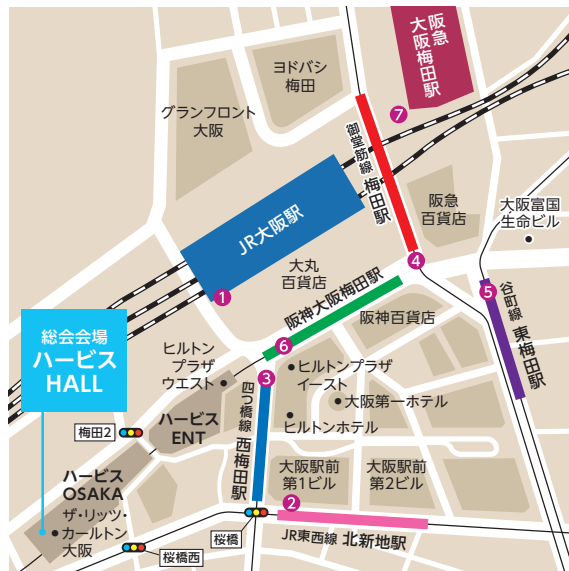 阪急
大阪梅田駅
ヨドバシ
梅田
グランフロント
大阪
7
御堂筋線 梅田駅
阪急
百貨店
大阪富国
生命ビル
JR大阪駅
大丸
百貨店
4
1
阪神大阪梅田駅
5
谷町線 東梅田駅
阪神百貨店
6
総会会場
ハービス
HALL
ヒルトン
プラザ
ウエスト
3
ヒルトンプラザ
イースト
大阪第一ホテル
ヒルトンホテル
四つ橋線 西梅田駅
ハービス
ENT
梅田2
ハービス
OSAKA
ザ・リッツ・
カールトン
大阪
大阪駅前
第1ビル
大阪駅前
第2ビル
2
桜橋
桜橋西
JR東西線 北新地駅